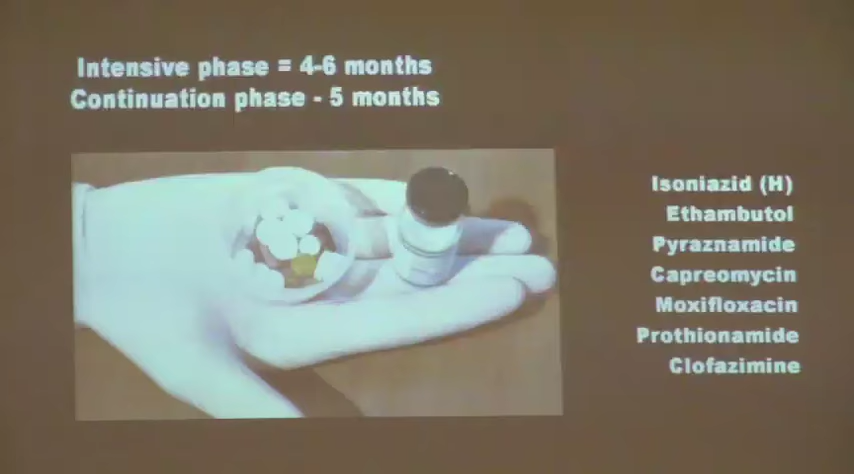 Intensive phase = 4-6 months
Continuation phase - 5 months
Isoniazid (H)
Ethambutol
Pyraznamide
Capreomycin
Moxifloxacin
Prothionamide
Clofazimine